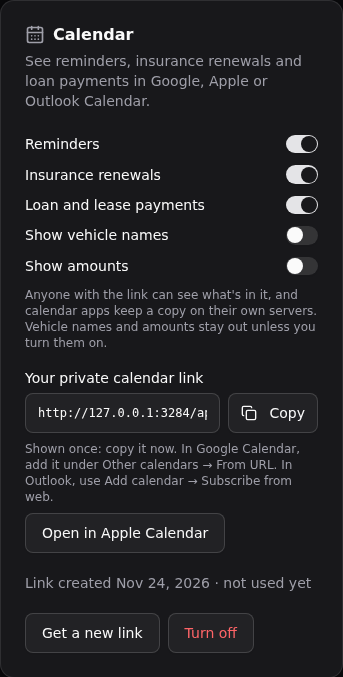 Calendar
See reminders, insurance renewals and
loan payments in Google, Apple or
Outlook Calendar.
Reminders
Insurance renewals
Loan and lease payments
Show vehicle names
Show amounts
Anyone with the link can see what's in it, and
calendar apps keep a copy on their own servers.
Vehicle names and amounts stay out unless you
turn them on.
Your private calendar link
http://127.0.0.1:3284/ap
Copy
Shown once: copy it now. In Google Calendar,
add it under Other calendars → From URL. In
Outlook, use Add calendar → Subscribe from
web.
Open in Apple Calendar
Link created Nov 24, 2026 · not used yet
Get a new link
Turn off